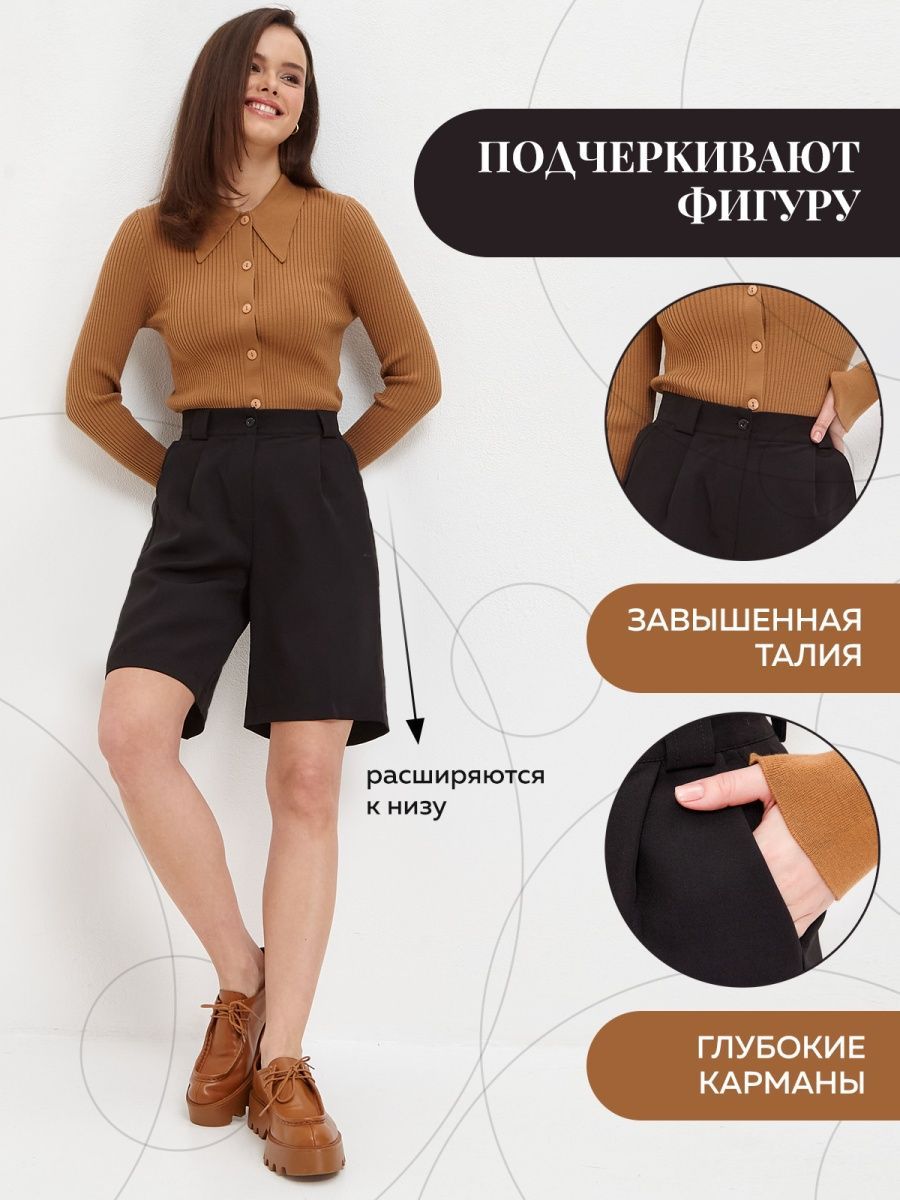 ПОДЧЕРКИВАЮТ
ФИГУРУ
ЗАВЫШЕННАЯ
ТАЛИЯ
расширяются
к низу
ГЛУБОКИЕ
КАРМАНЫ